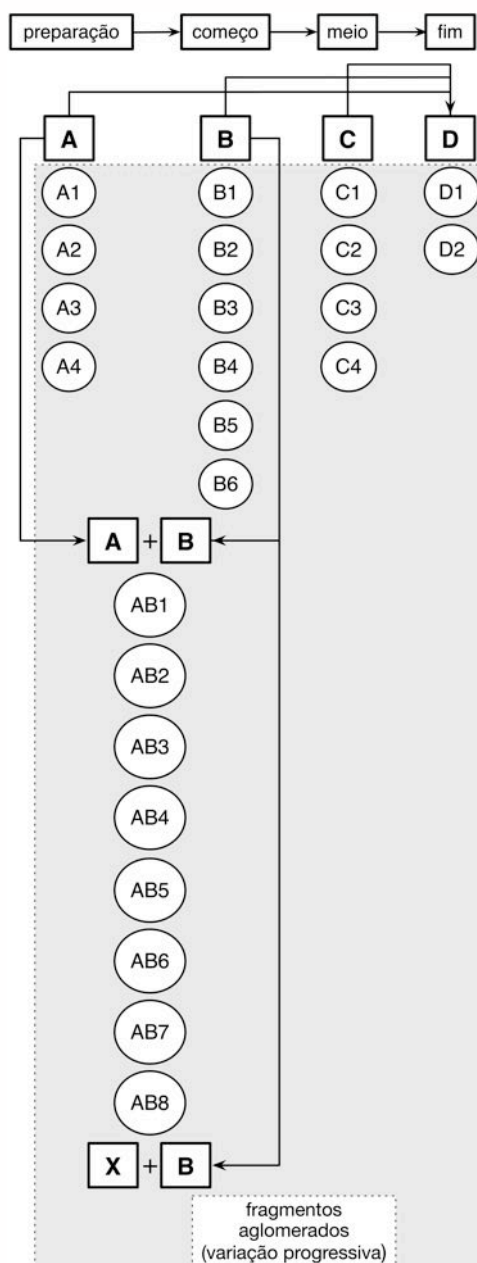 preparação começo meio fim
A B C D
A1 B1 C1 D1
A2 B2 C2 D2
A3 B3 C3
A4 B4 C4
B5
B6
A + B
AB1
AB2
AB3
AB4
AB5
AB6
AB7
AB8
X + B
fragmentos
aglomerados
(variação progressiva)